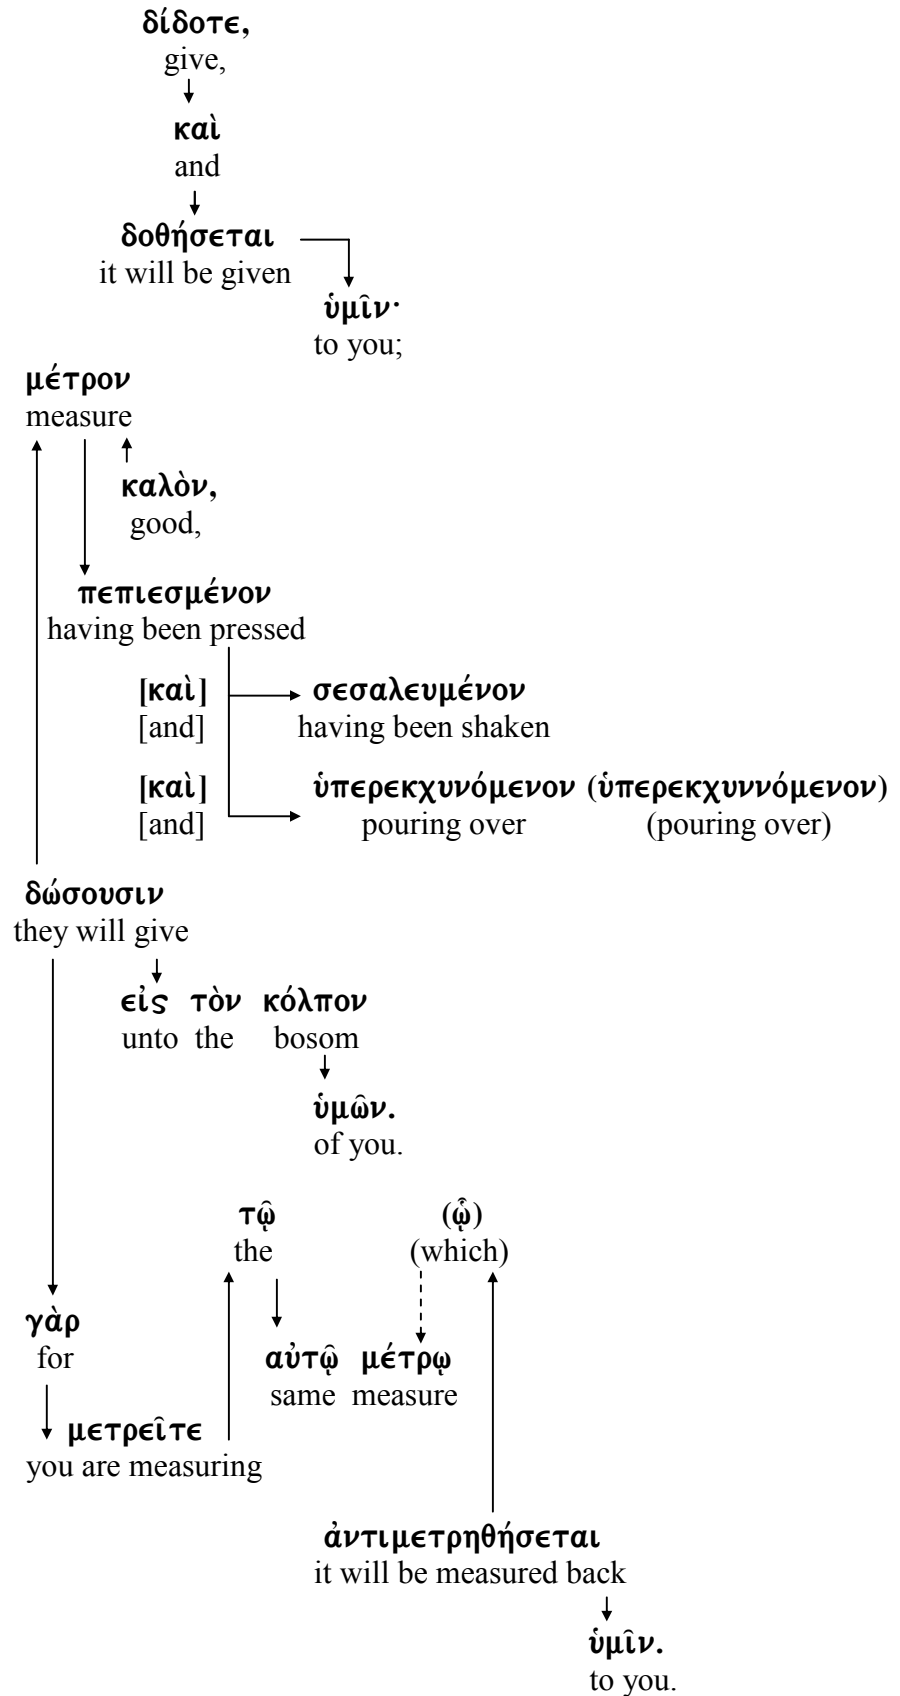 δίδοτε,
give,
καὶ
and
δοθήσεται
it will be given
ὑμῖν·
to you;
μέτρον
measure
καλὸν,
good,
πεπιεσμένον
having been pressed
[καὶ] σεσαλευμένον
[and] having been shaken
[καὶ] ὑπερεκχυνόμενον (ὑπερεκχυννόμενον)
[and] pouring over (pouring over)
δώσουσιν
they will give
εἰς τὸν κόλπον
unto the bosom
ὑμῶν.
of you.
τῷ (ᾧ)
the (which)
γὰρ
for
αὐτῷ μέτρῳ
same measure
μετρεῖτε
you are measuring
ἀντιμετρηθήσεται
it will be measured back
ὑμῖν.
to you.